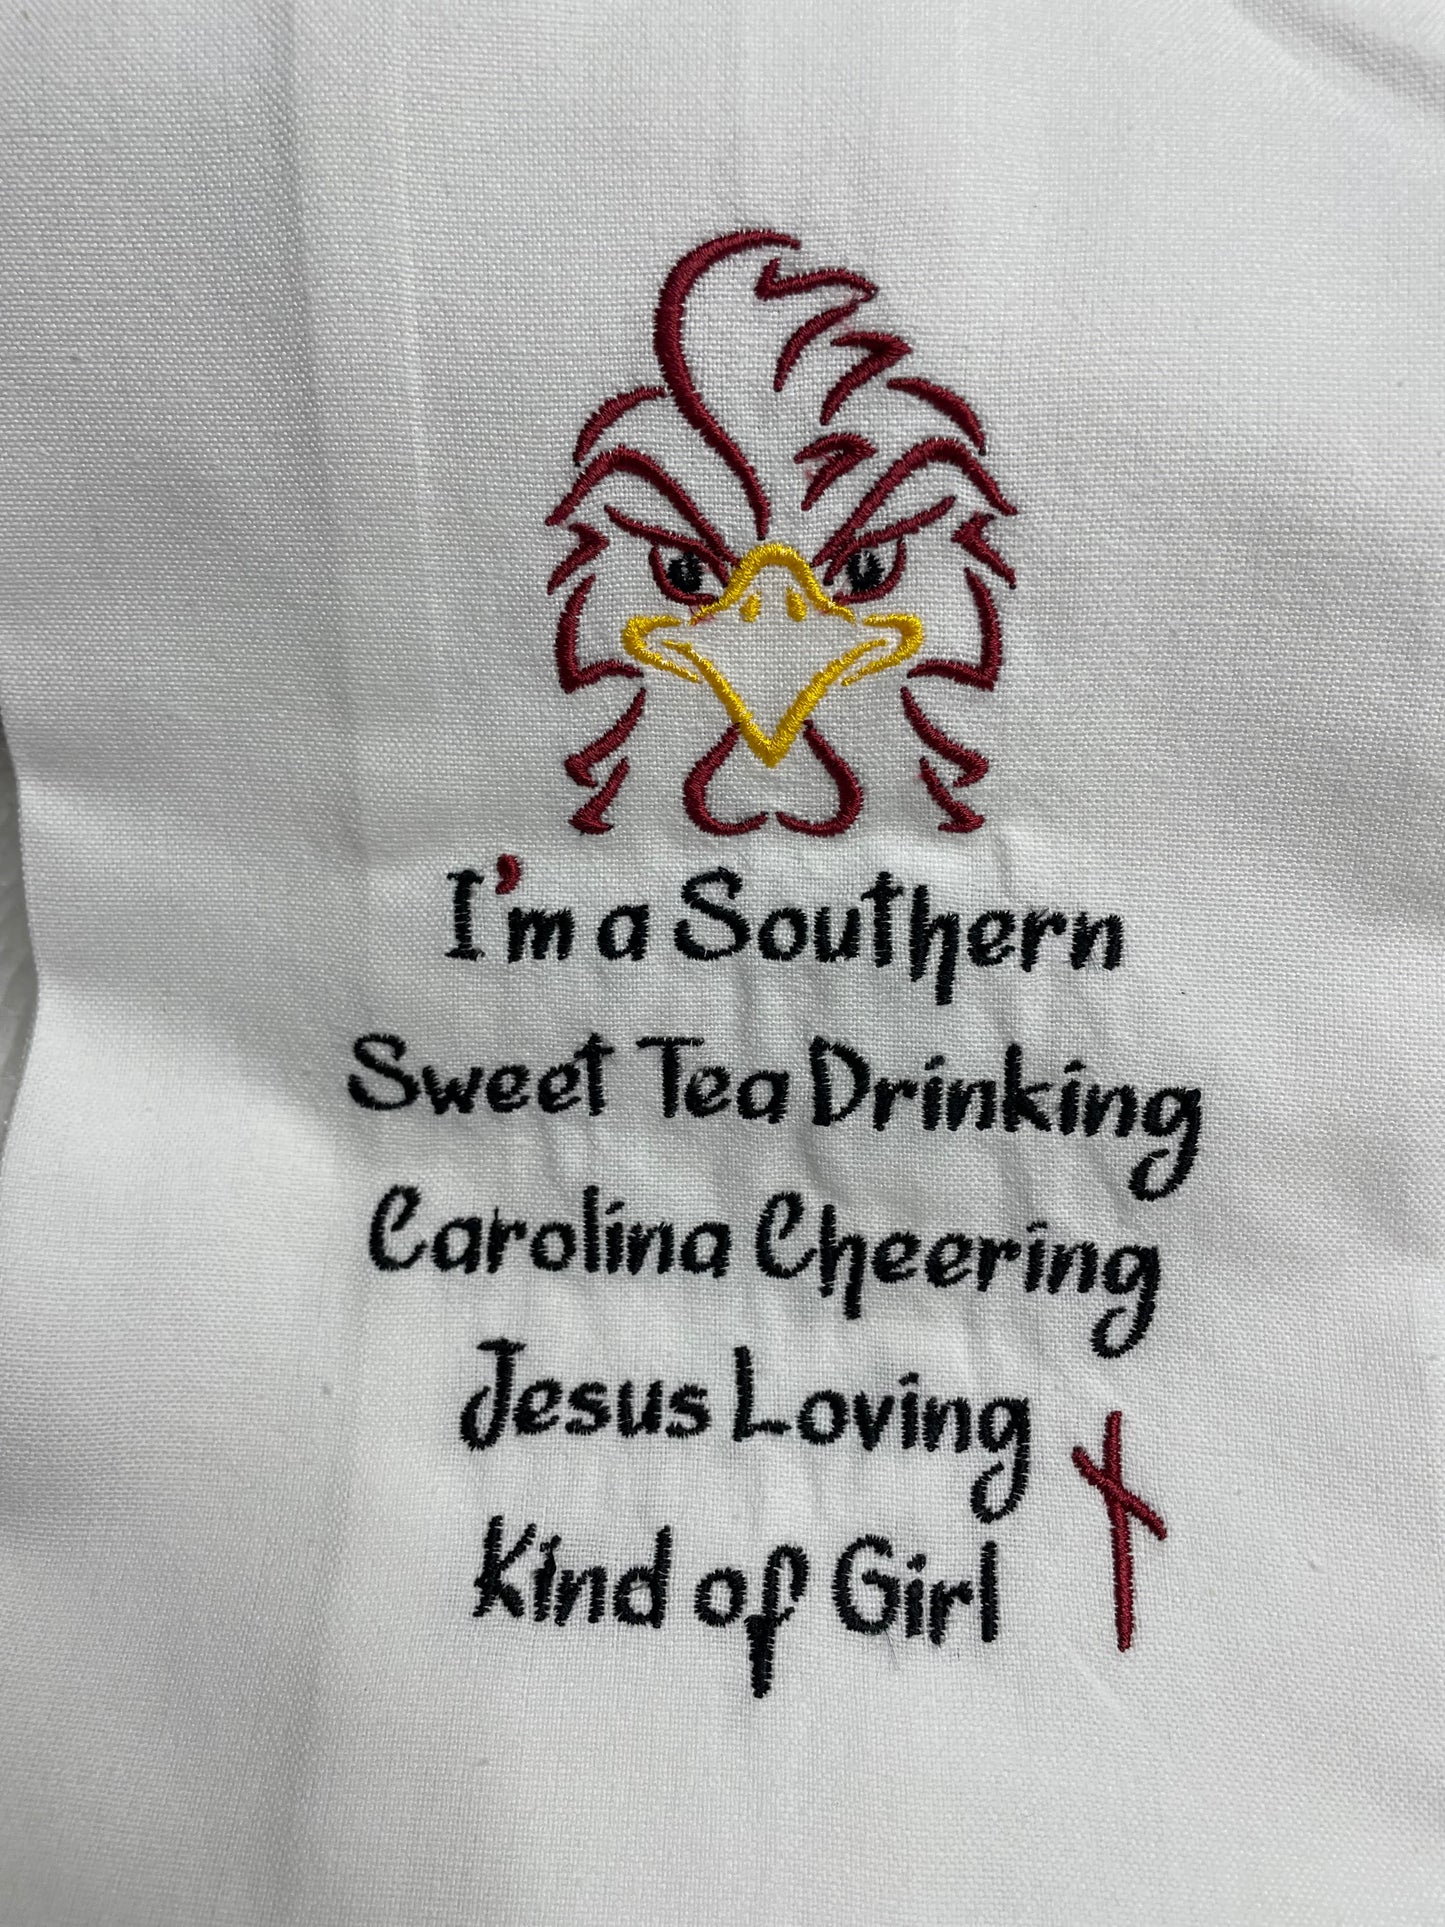 I'm a Southern
Sweet Tea Drinking
Carolina Cheering
Jesus Loving
Kind of Girl